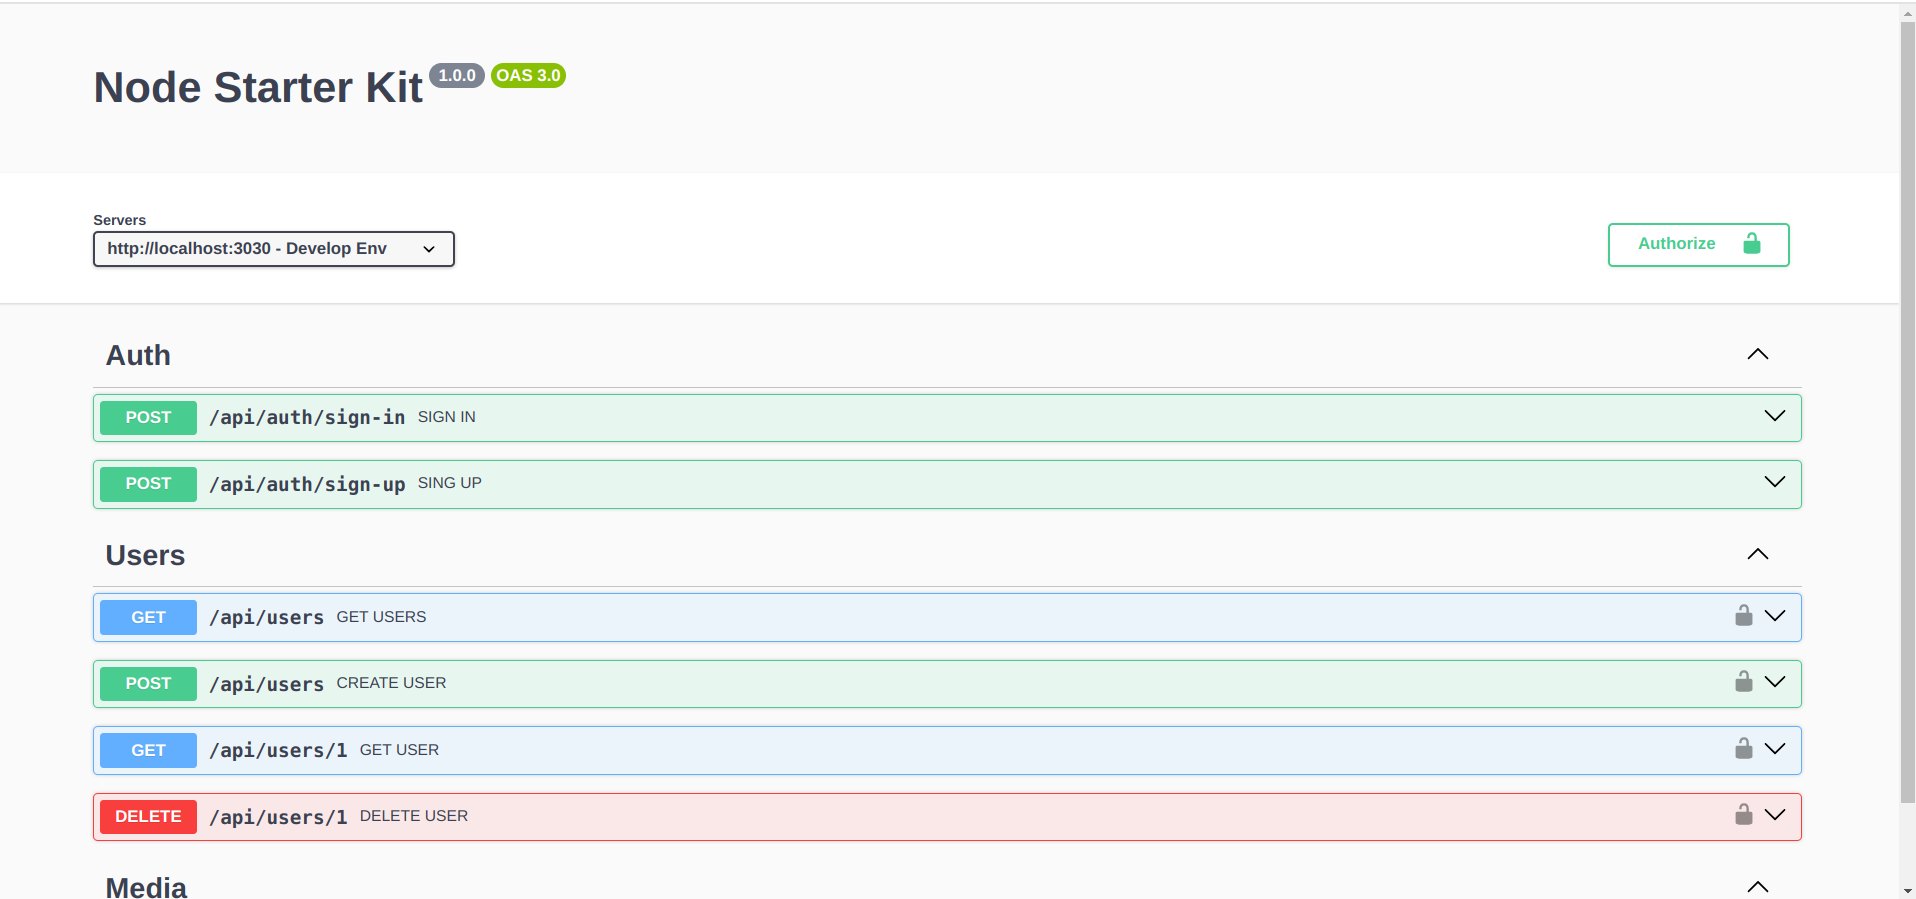 Node Starter Kit 1.0.0 OAS 3.0
Servers
http://localhost:3030 - Develop Env
Authorize
Auth
POST /api/auth/sign-in SIGN IN
POST /api/auth/sign-up SING UP
Users
GET /api/users GET USERS
POST /api/users CREATE USER
GET /api/users/1 GET USER
DELETE /api/users/1 DELETE USER
Media